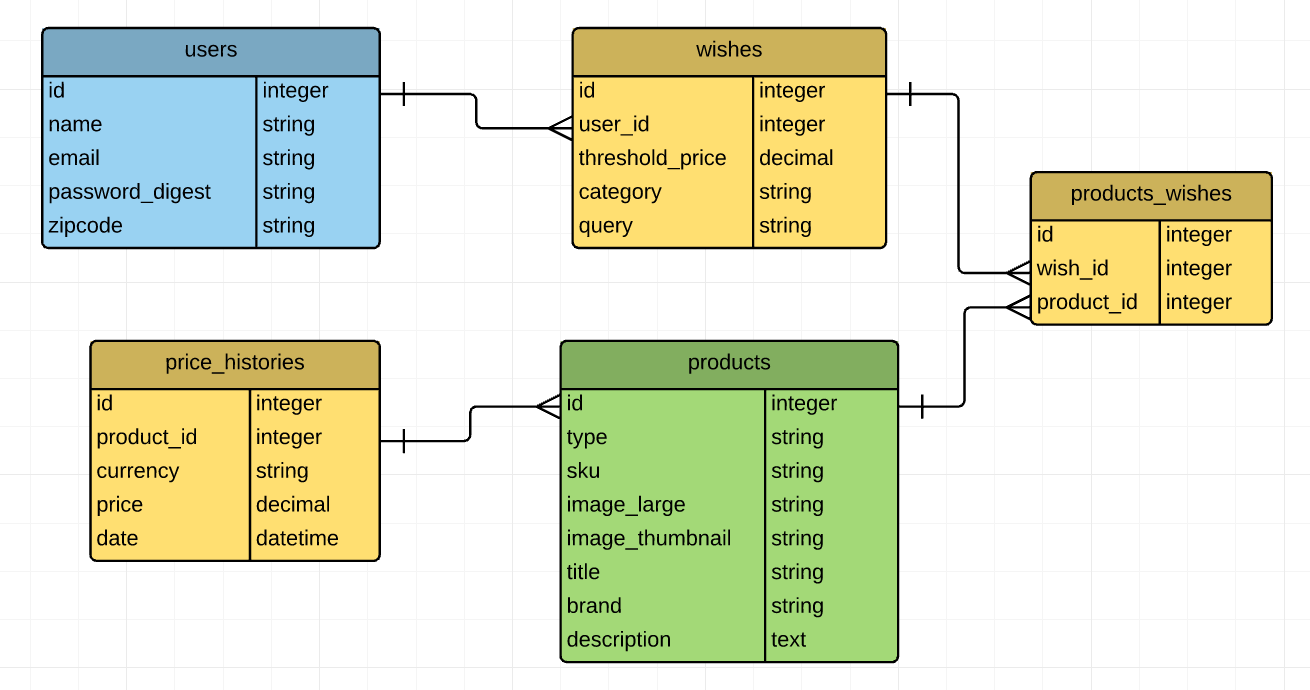 users
id integer
name string
email string
password_digest string
zipcode string
wishes
id integer
user_id integer
threshold_price decimal
category string
query string
products_wishes
id integer
wish_id integer
product_id integer
price_histories
id integer
product_id integer
currency string
price decimal
date datetime
products
id integer
type string
sku string
image_large string
image_thumbnail string
title string
brand string
description text